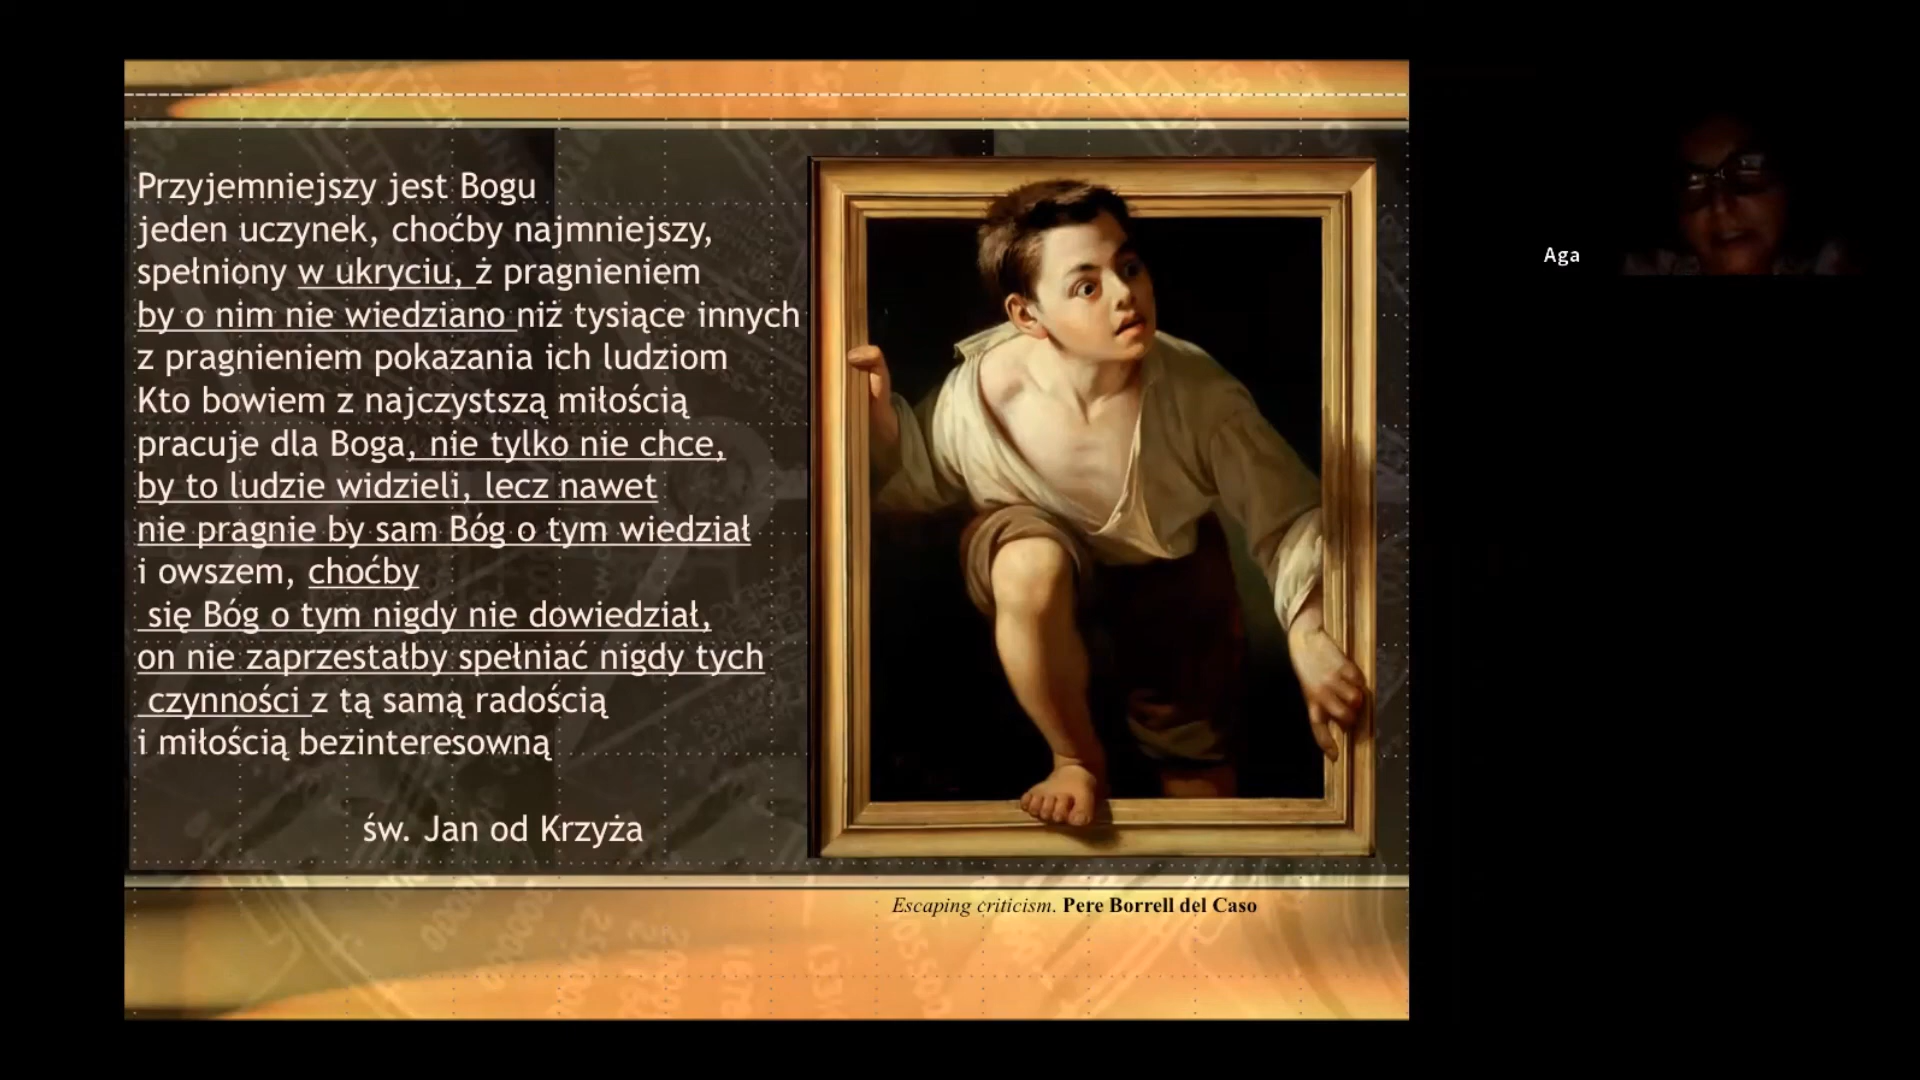 Przyjemniejszy jest Bogu
jeden uczynek, choćby najmniejszy,
spełniony w ukryciu, ż pragnieniem
by o nim nie wiedziano niż tysiące innych
z pragnieniem pokazania ich ludziom
Kto bowiem z najczystszą miłością
pracuje dla Boga, nie tylko nie chce,
by to ludzie widzieli, lecz nawet
nie pragnie by sam Bóg o tym wiedział
i owszem, choćby
się Bóg o tym nigdy nie dowiedział,
on nie zaprzestałby spełniać nigdy tych
czynności z tą samą radością
i miłością bezinteresowną
św. Jan od Krzyża
Escaping criticism. Pere Borrell del Caso
Aga